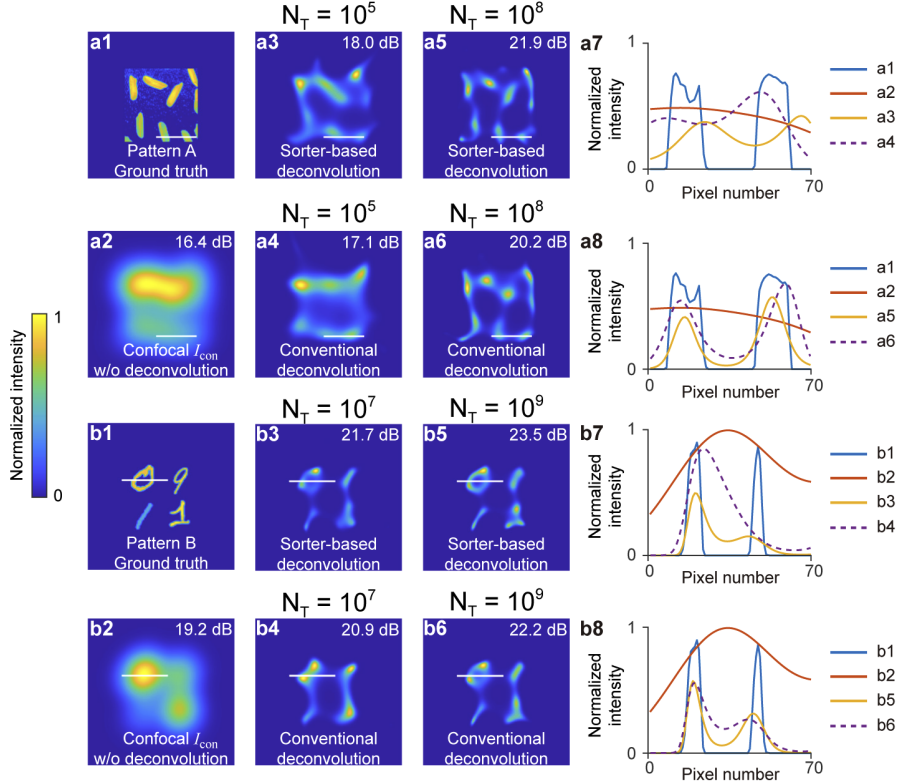 N_T = 10^5
N_T = 10^8
a1
a3
18.0 dB
a5
21.9 dB
a7
Pattern A
Ground truth
Sorter-based
deconvolution
Sorter-based
deconvolution
Normalized
intensity
1
0
0
70
Pixel number
a1
a2
a3
a4
N_T = 10^5
N_T = 10^8
a2
16.4 dB
a4
17.1 dB
a6
20.2 dB
a8
Confocal I_con
w/o deconvolution
Conventional
deconvolution
Conventional
deconvolution
Normalized
intensity
1
0
0
70
Pixel number
a1
a2
a5
a6
Normalized intensity
1
0
N_T = 10^7
N_T = 10^9
b1
b3
21.7 dB
b5
23.5 dB
b7
9
1
Pattern B
Ground truth
Sorter-based
deconvolution
Sorter-based
deconvolution
Normalized
intensity
1
0
0
70
Pixel number
b1
b2
b3
b4
N_T = 10^7
N_T = 10^9
b2
19.2 dB
b4
20.9 dB
b6
22.2 dB
b8
Confocal I_con
w/o deconvolution
Conventional
deconvolution
Conventional
deconvolution
Normalized
intensity
1
0
0
70
Pixel number
b1
b2
b5
b6